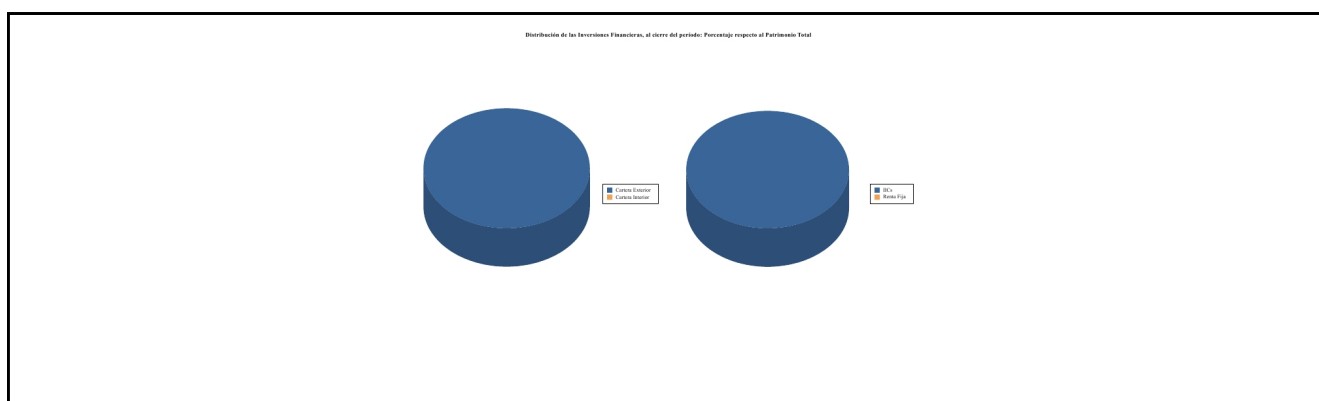 Distribución de las Inversiones Financieras, al cierre del período: Porcentaje respecto al Patrimonio Total
Cartera Exterior
Cartera Interior
IICs
Renta Fija